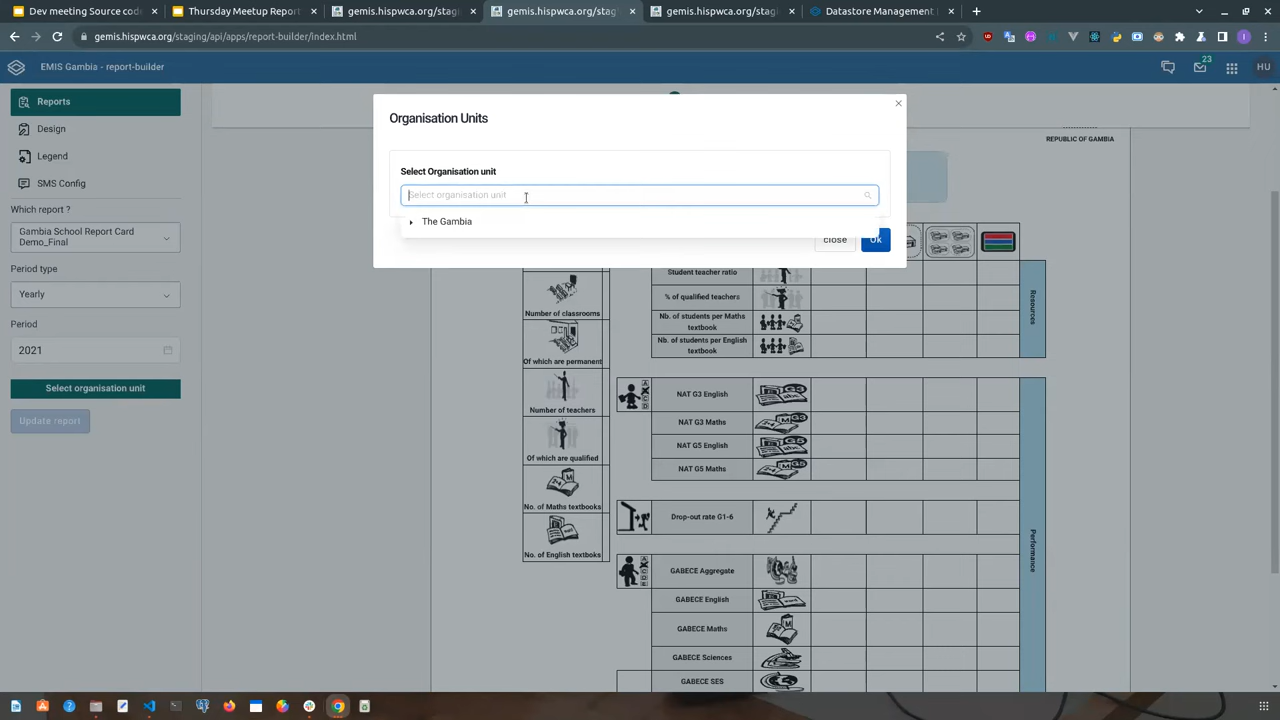 Dev meeting Source code:
Thursday Meetup Report
gemis.hispwca.org/stag
gemis.hispwca.org/stag
gemis.hispwca.org/stag
Datastore Management
gemis.hispwca.org/staging/api/apps/report-builder/index.html
EMIS Gambia - report-builder
23
HU
Reports
Design
Legend
SMS Config
Which report ?
Gambia School Report Card
Demo_Final
Period type
Yearly
Period
2021
Select organisation unit
Update report
Organisation Units
Select Organisation unit
Select organisation unit
The Gambia
close
Ok
REPUBLIC OF GAMBIA
Number of classrooms
Of which are permanent
Number of teachers
Of which are qualified
No. of Maths textbooks
No. of English textboks
Student teacher ratio
% of qualified teachers
Nb. of students per Maths
textbook
Nb. of students per English
textbook
Resources
NAT G3 English
NAT G3 Maths
NAT G5 English
NAT G5 Maths
Drop-out rate G1-6
Performance
GABECE Aggregate
GABECE English
GABECE Maths
GABECE Sciences
GABECE SES